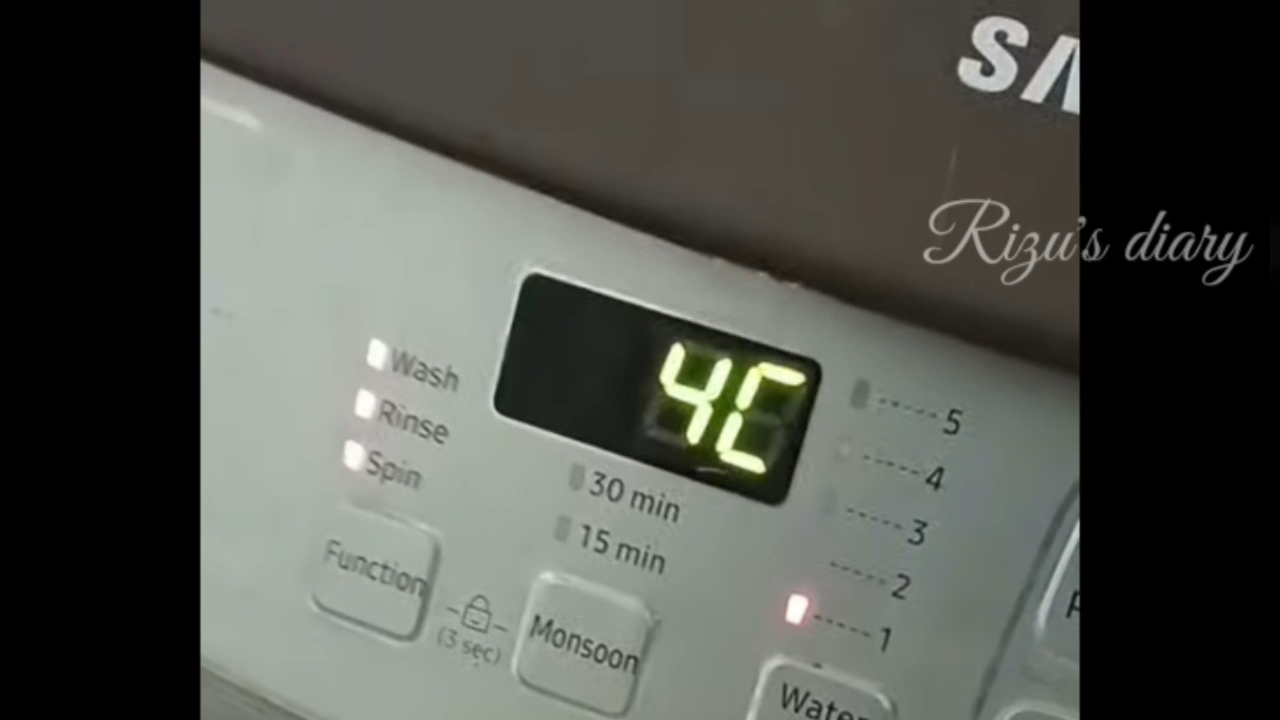 SA
Rizu's diary
4C
Wash
Rinse
Spin
5
4
3
2
1
30 min
15 min
Function
(3 sec)
Monsoon
Water